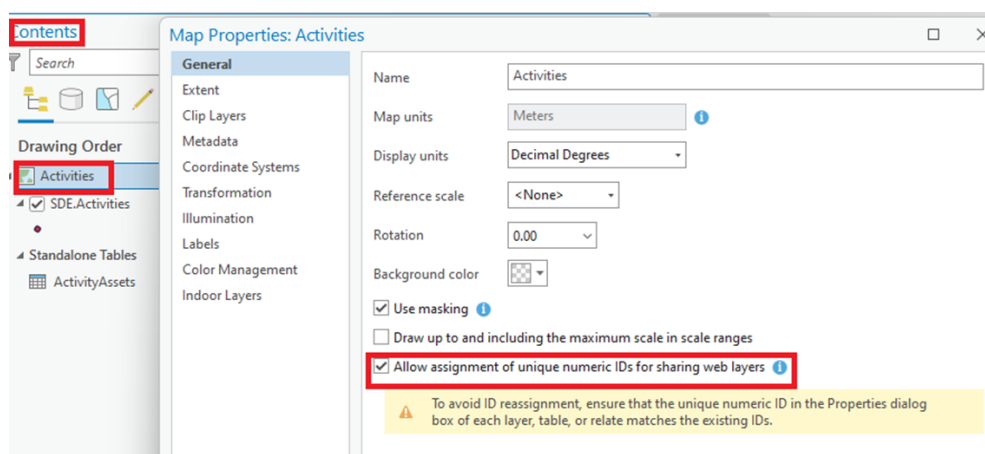 Contents
Search
Drawing Order
Activities
SDE.Activities
Standalone Tables
ActivityAssets
Map Properties: Activities
General
Extent
Clip Layers
Metadata
Coordinate Systems
Transformation
Illumination
Labels
Color Management
Indoor Layers
Name Activities
Map units Meters
Display units Decimal Degrees
Reference scale <None>
Rotation 0.00
Background color
Use masking
Draw up to and including the maximum scale in scale ranges
Allow assignment of unique numeric IDs for sharing web layers
To avoid ID reassignment, ensure that the unique numeric ID in the Properties dialog
box of each layer, table, or relate matches the existing IDs.